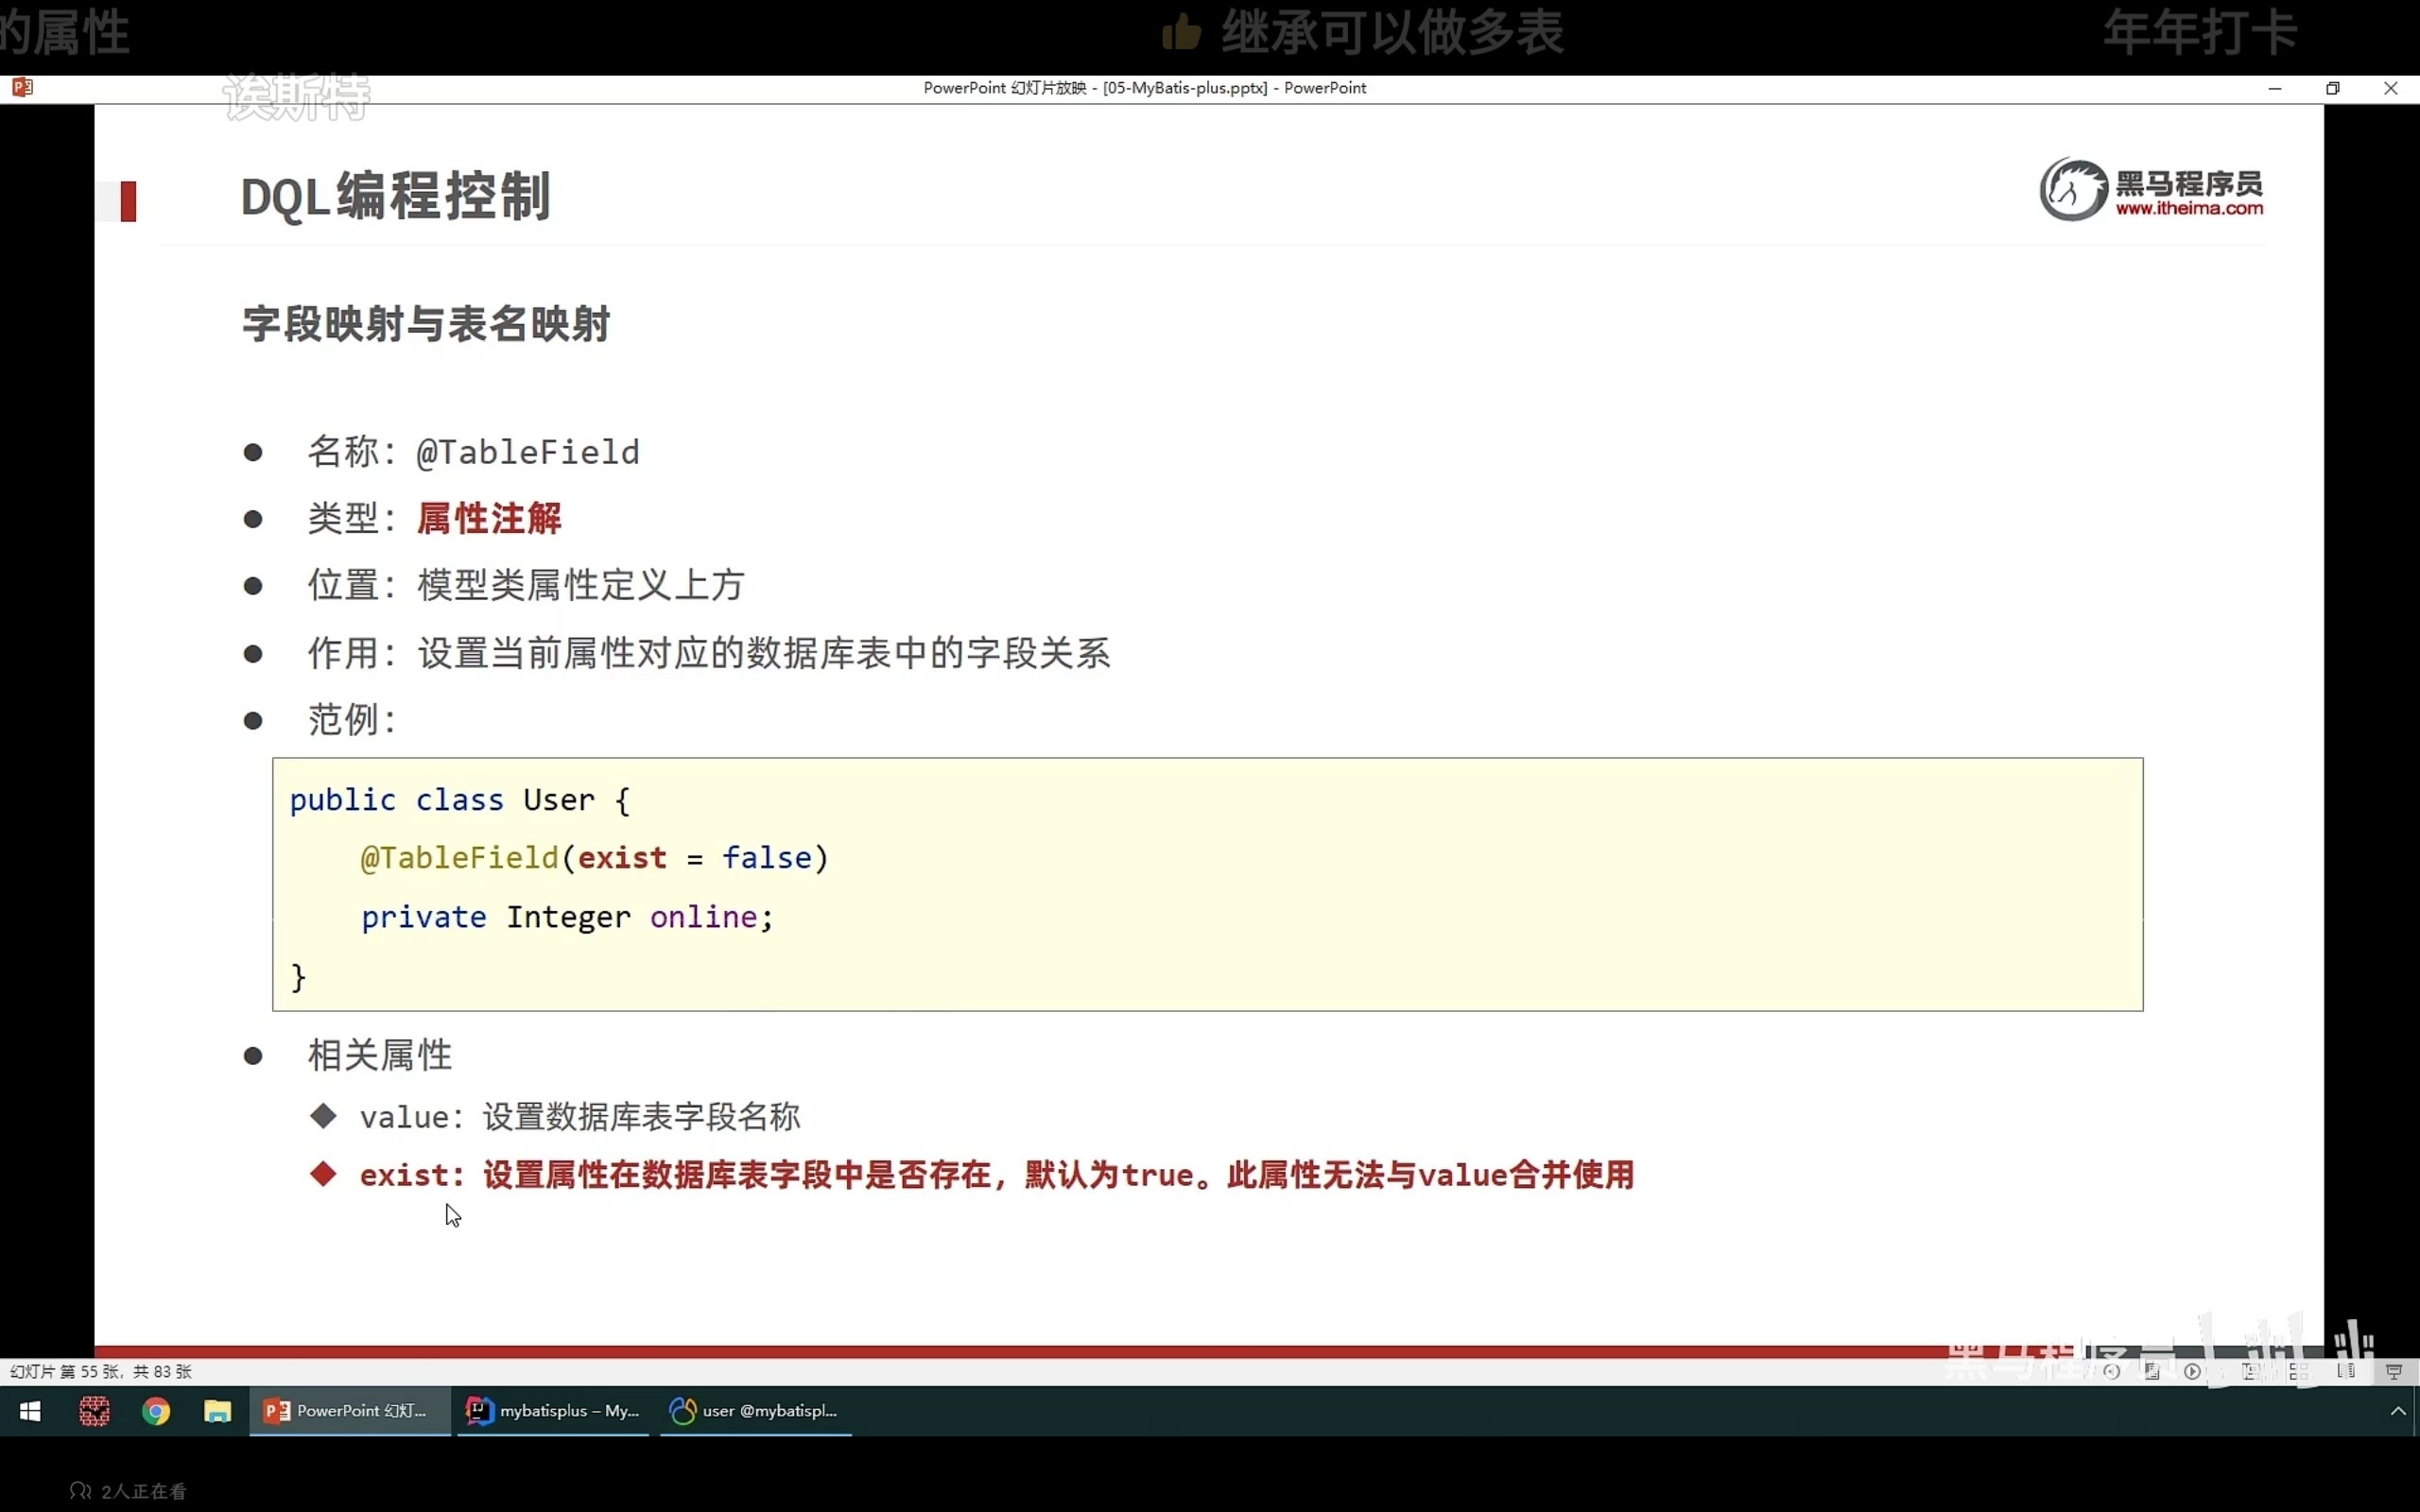 的属性
继承可以做多表
年年打卡
诶斯特
PowerPoint 幻灯片放映 - [05-MyBatis-plus.pptx] - PowerPoint
DQL编程控制
黑马程序员
www.itheima.com
字段映射与表名映射
● 名称：@TableField
● 类型：属性注解
● 位置：模型类属性定义上方
● 作用：设置当前属性对应的数据库表中的字段关系
● 范例：
public class User {
    @TableField(exist = false)
    private Integer online;
}
● 相关属性
◆ value：设置数据库表字段名称
◆ exist：设置属性在数据库表字段中是否存在，默认为true。此属性无法与value合并使用
黑马程序员
幻灯片 第 55 张，共 83 张
PowerPoint 幻灯...
mybatisplus – My...
user @mybatispl...
2人正在看